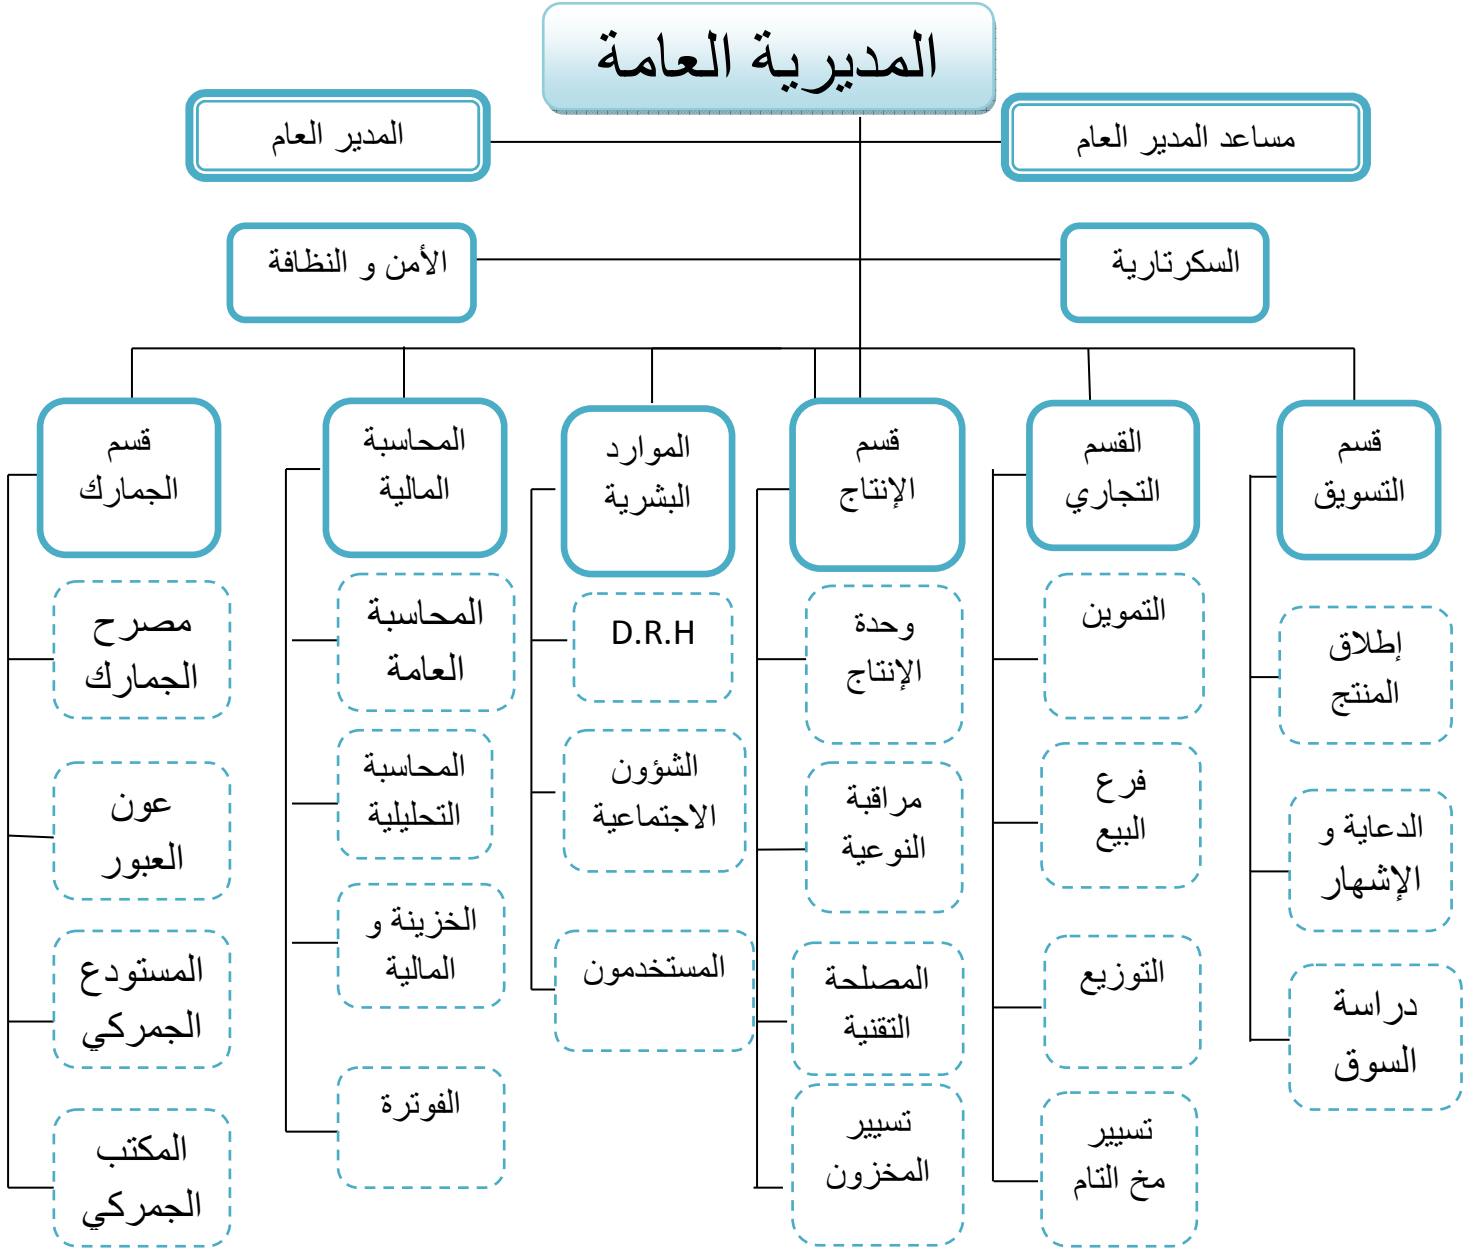 المديرية العامة
مساعد المدير العام
المدير العام
السكرتارية
الأمن و النظافة
قسم
التسويق
القسم
التجاري
قسم
الإنتاج
الموارد
البشرية
المحاسبة
المالية
قسم
الجمارك
إطلاق
المنتج
الدعاية و
الإشهار
دراسة
السوق
التموين
فرع
البيع
التوزيع
تسيير
مخ التام
وحدة
الإنتاج
مراقبة
النوعية
المصلحة
التقنية
تسيير
المخزون
D.R.H
الشؤون
الاجتماعية
المستخدمون
المحاسبة
العامة
المحاسبة
التحليلية
الخزينة و
المالية
الفوترة
مصرح
الجمارك
عون
العبور
المستودع
الجمركي
المكتب
الجمركي